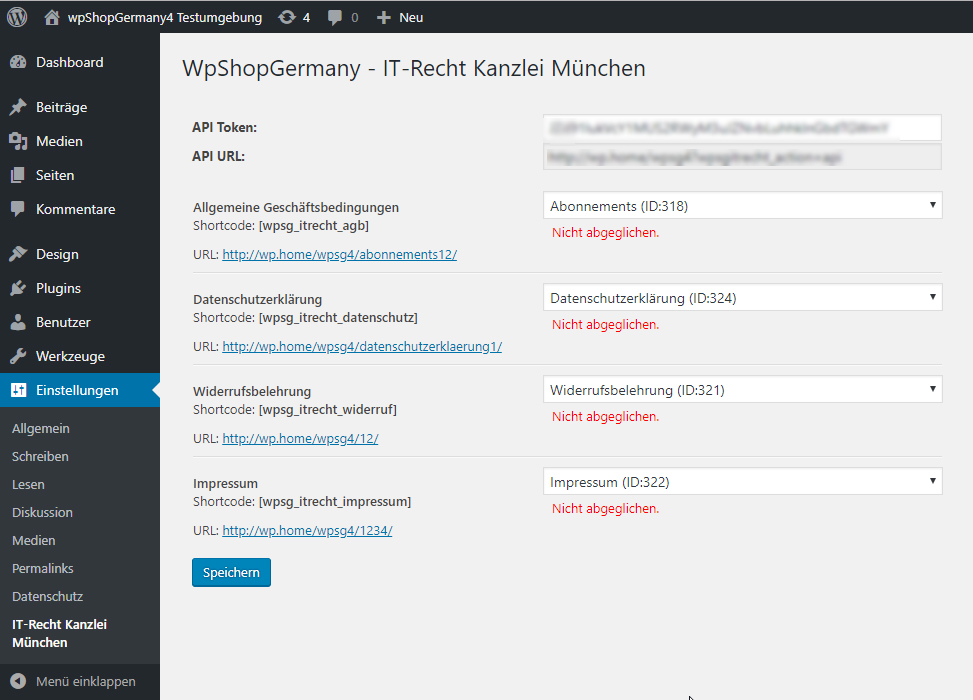 wpShopGermany4 Testumgebung 4 0 Neu
Dashboard
Beiträge
Medien
Seiten
Kommentare
Design
Plugins
Benutzer
Werkzeuge
Einstellungen
Allgemein
Schreiben
Lesen
Diskussion
Medien
Permalinks
Datenschutz
IT-Recht Kanzlei
München
Menü einklappen
WpShopGermany - IT-Recht Kanzlei München
API Token:
API URL:
Allgemeine Geschäftsbedingungen
Shortcode: [wpsg_itrecht_agb]
URL: http://wp.home/wpsg4/abonnements12/
Abonnements (ID:318)
Nicht abgeglichen.
Datenschutzerklärung
Shortcode: [wpsg_itrecht_datenschutz]
URL: http://wp.home/wpsg4/datenschutzerklaerung1/
Datenschutzerklärung (ID:324)
Nicht abgeglichen.
Widerrufsbelehrung
Shortcode: [wpsg_itrecht_widerruf]
URL: http://wp.home/wpsg4/12/
Widerrufsbelehrung (ID:321)
Nicht abgeglichen.
Impressum
Shortcode: [wpsg_itrecht_impressum]
URL: http://wp.home/wpsg4/1234/
Impressum (ID:322)
Nicht abgeglichen.
Speichern